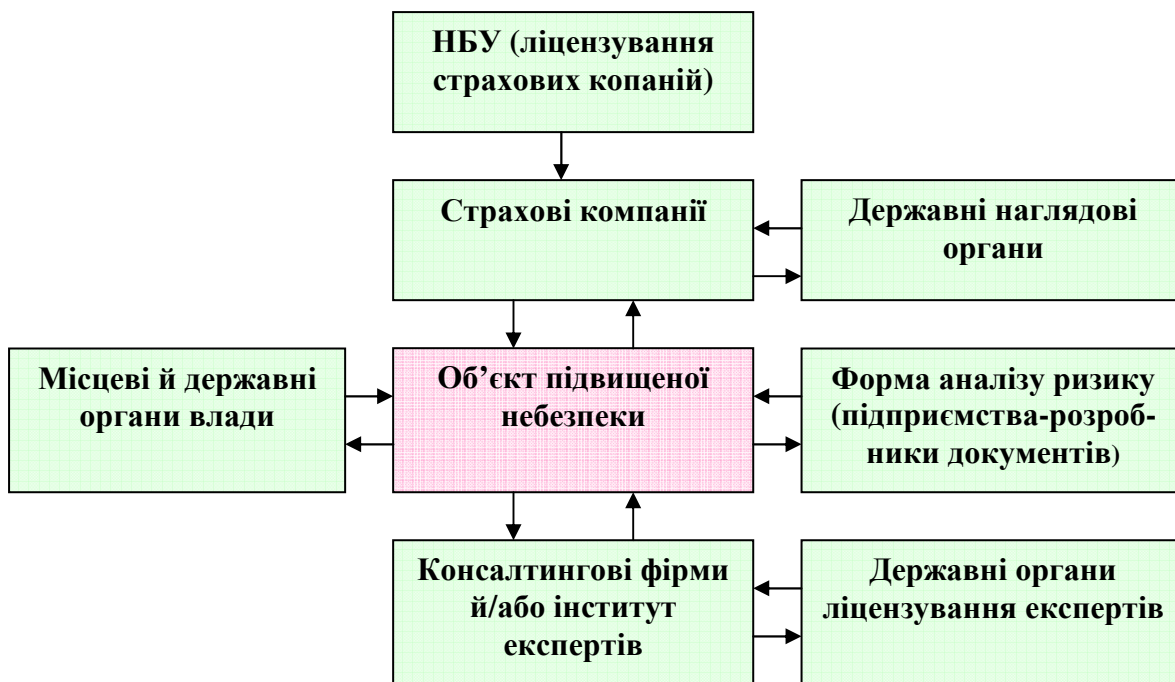 НБУ (ліцензування
страхових копаній)
Страхові компанії
Державні наглядові
органи
Місцеві й державні
органи влади
Об’єкт підвищеної
небезпеки
Форма аналізу ризику
(підприємства-розроб-
ники документів)
Консалтингові фірми
й/або інститут
експертів
Державні органи
ліцензування експертів